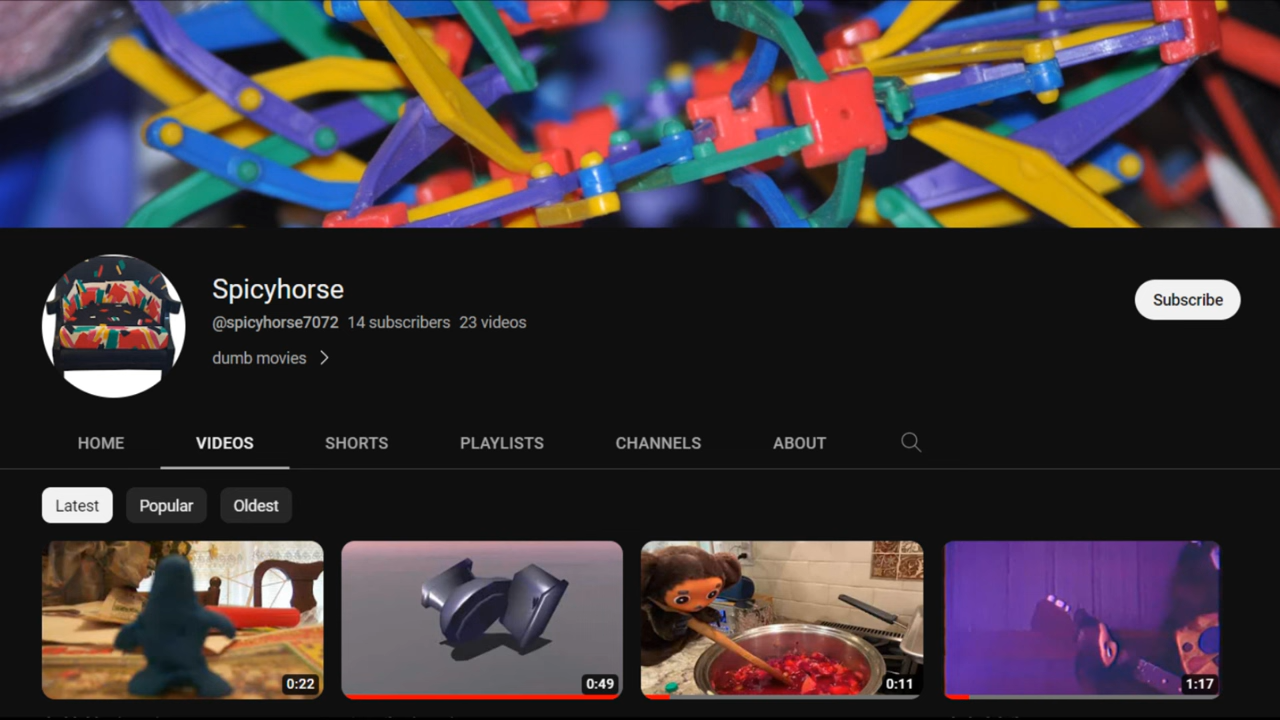 Spicyhorse
Subscribe
@spicyhorse7072 14 subscribers 23 videos
dumb movies
HOME VIDEOS SHORTS PLAYLISTS CHANNELS ABOUT
Latest Popular Oldest
0:22 0:49 0:11 1:17